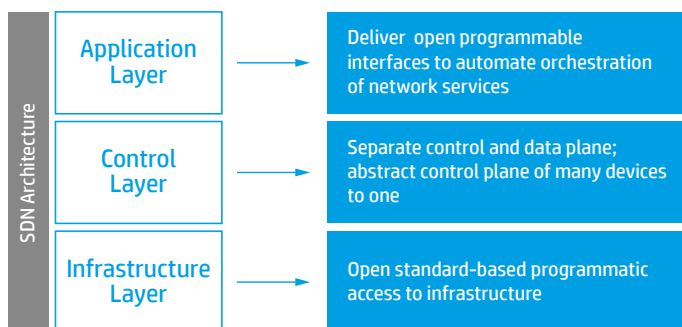 SDN Architecture
Application
Layer
Deliver open programmable
interfaces to automate orchestration
of network services
Control
Layer
Separate control and data plane;
abstract control plane of many devices
to one
Infrastructure
Layer
Open standard-based programmatic
access to infrastructure